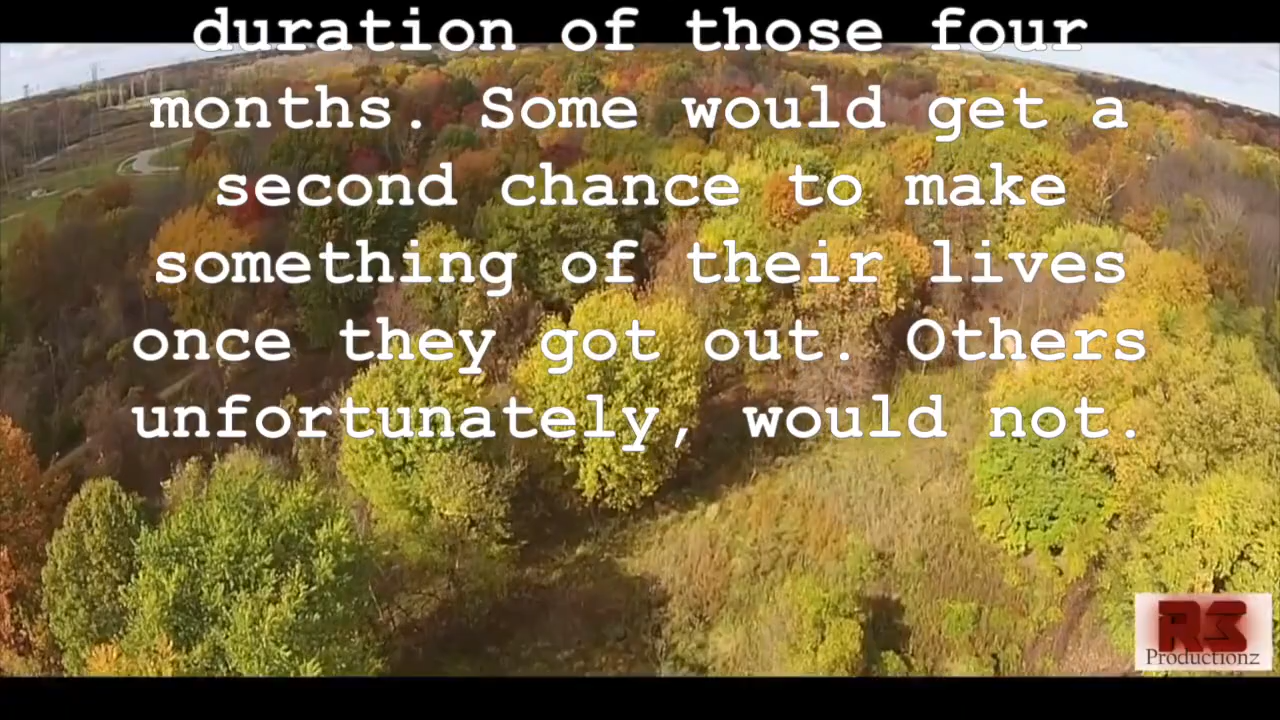 duration of those four
months. Some would get a
second chance to make
something of their lives
once they got out. Others
unfortunately, would not.
R3
Productionz